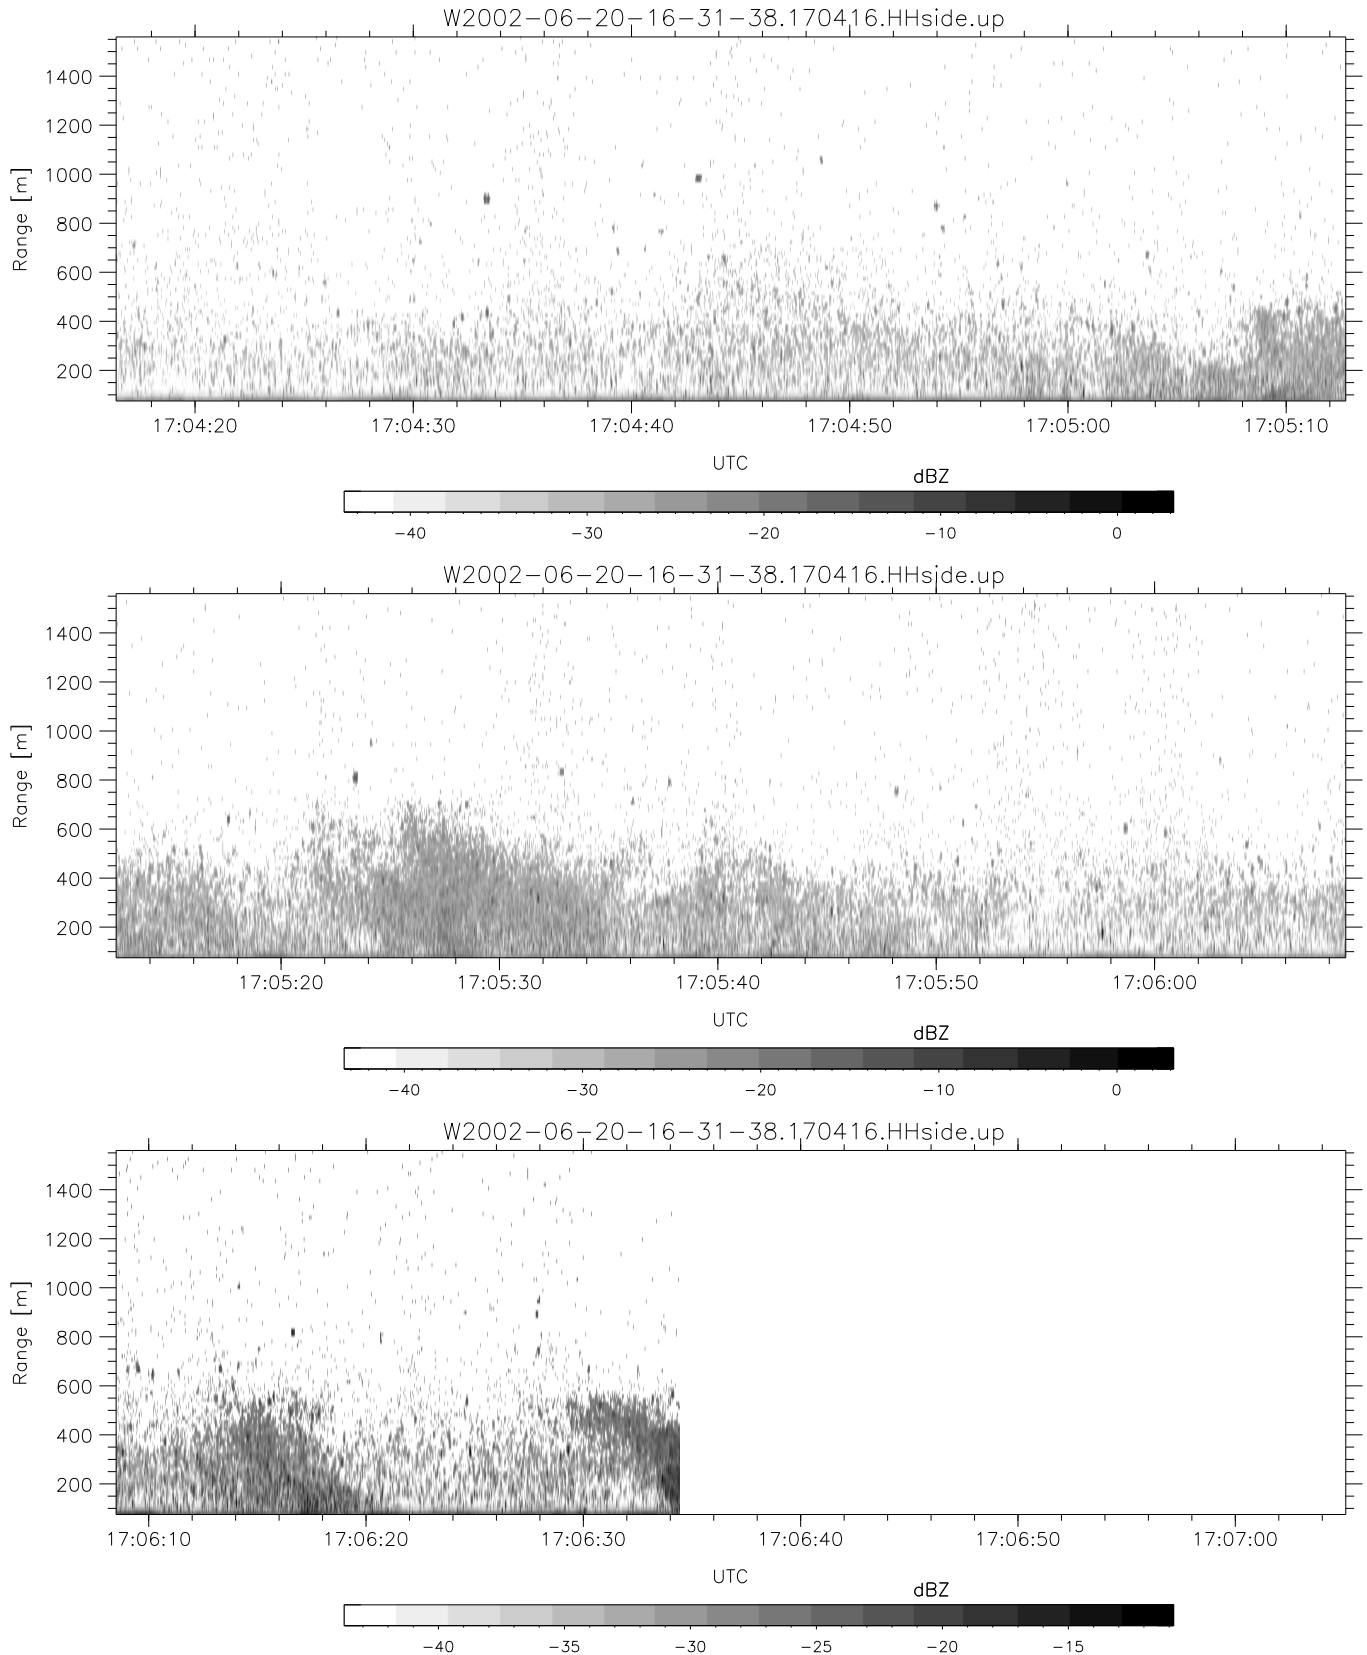 W2002-06-20-16-31-38.170416.HHside.up
1400
1200
1000
800
600
400
200
Range [m]
17:04:20 17:04:30 17:04:40 17:04:50 17:05:00 17:05:10
UTC
dBZ
-40 -30 -20 -10 0
W2002-06-20-16-31-38.170416.HHside.up
1400
1200
1000
800
600
400
200
Range [m]
17:05:20 17:05:30 17:05:40 17:05:50 17:06:00
UTC
dBZ
-40 -30 -20 -10 0
W2002-06-20-16-31-38.170416.HHside.up
1400
1200
1000
800
600
400
200
Range [m]
17:06:10 17:06:20 17:06:30 17:06:40 17:06:50 17:07:00
UTC
dBZ
-40 -35 -30 -25 -20 -15